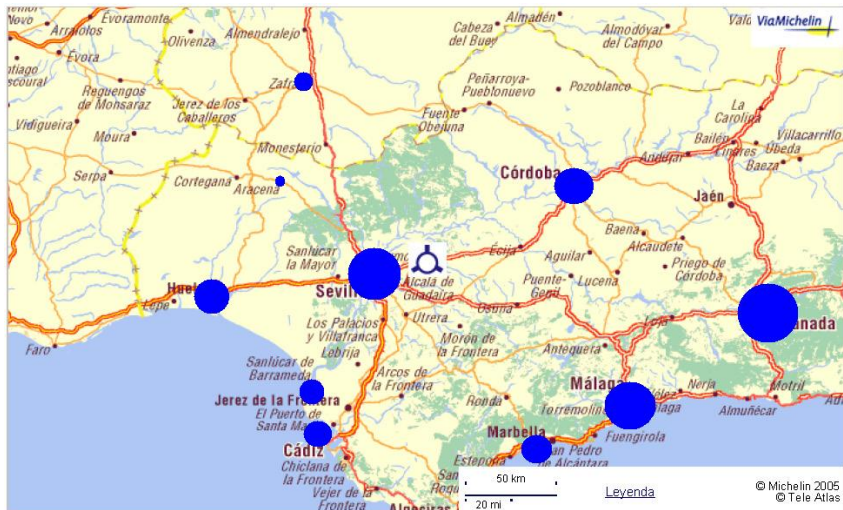 Évoramonte
Almendralejo
Cabeza
del Buey
Almadén
Almodóvar
del Campo
ViaMichelin
Novo
Arraiolos
Olivenza
Évora
Zafra
Peñarroya-
Pueblonuevo
Pozoblanco
Reguengos
de Monsaraz
Jerez de los
Caballeros
Fuente
Obejuna
La
Carolina
Vidigueira
Moura
Monesterio
Bailén
Linares
Villacarrillo
Úbeda
Baeza
Andújar
Serpa
Cortegana
Aracena
Córdoba
Jaén
Sanlúcar
la Mayor
Écija
Baena
Aguilar
Alcaudete
Lucena
Priego de
Córdoba
Puente-
Genil
Alcalá de
Guadaíra
Lepe
Utrera
Osuna
Loja
Faro
Los Palacios
y Villafranca
Lebrija
Morón de
la Frontera
Antequera
Sanlúcar de
Barrameda
Arcos de
la Frontera
Málaga
Nerja
Motril
Jerez de la Frontera
Ronda
Almuñécar
El Puerto de
Santa
Marbella
Fuengirola
Cádiz
Estepona
San Pedro
de Alcántara
Chiclana de
la Frontera
Vejer de la
Frontera
Algeciras
50 km
20 mi
Leyenda
© Michelin 2005
© Tele Atlas